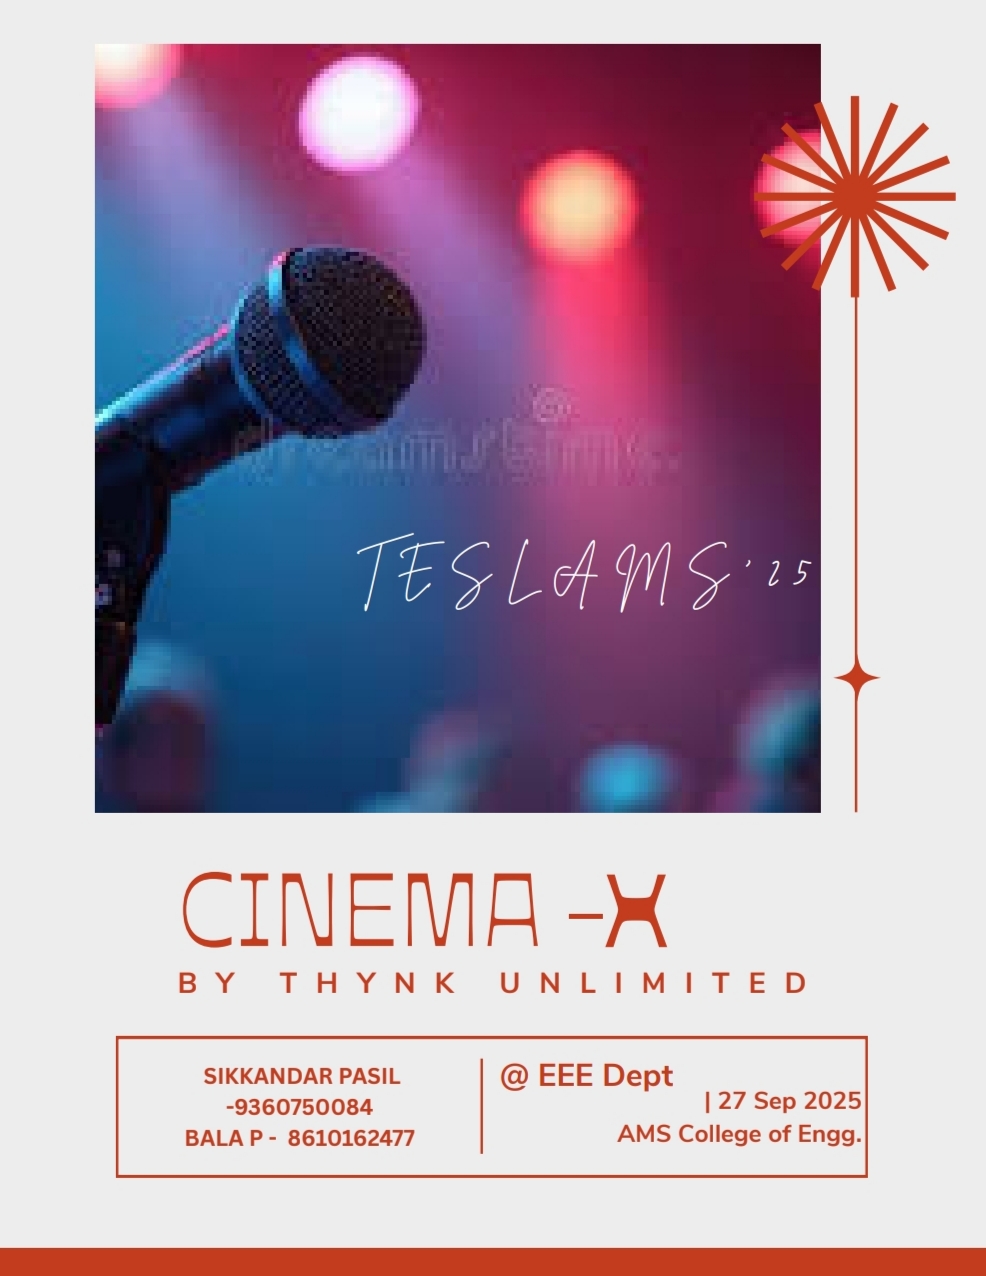 dreamstime.
TESLAMS'25
CINEMA -X
BY THYNK UNLIMITED
SIKKANDAR PASIL
-9360750084
BALA P - 8610162477
@ EEE Dept
| 27 Sep 2025
AMS College of Engg.